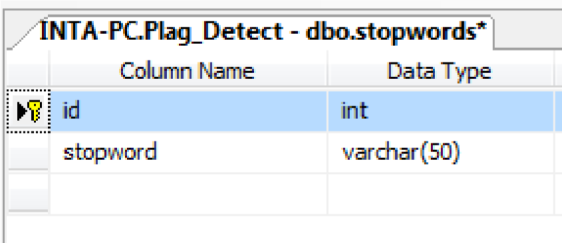 INTA-PC.Plag_Detect - dbo.stopwords*
Column Name Data Type
id int
stopword varchar(50)